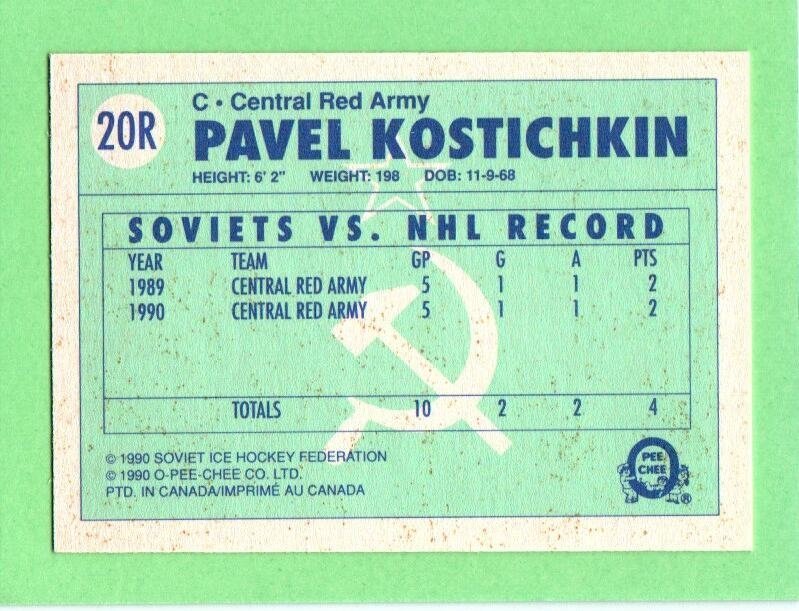 20R
C • Central Red Army
PAVEL KOSTICHKIN
HEIGHT: 6' 2" WEIGHT: 198 DOB: 11-9-68
SOVIETS VS. NHL RECORD
YEAR TEAM GP G A PTS
1989 CENTRAL RED ARMY 5 1 1 2
1990 CENTRAL RED ARMY 5 1 1 2
TOTALS 10 2 2 4
© 1990 SOVIET ICE HOCKEY FEDERATION
© 1990 O-PEE-CHEE CO. LTD.
PTD. IN CANADA/IMPRIMÉ AU CANADA
O PEE CHEE ®